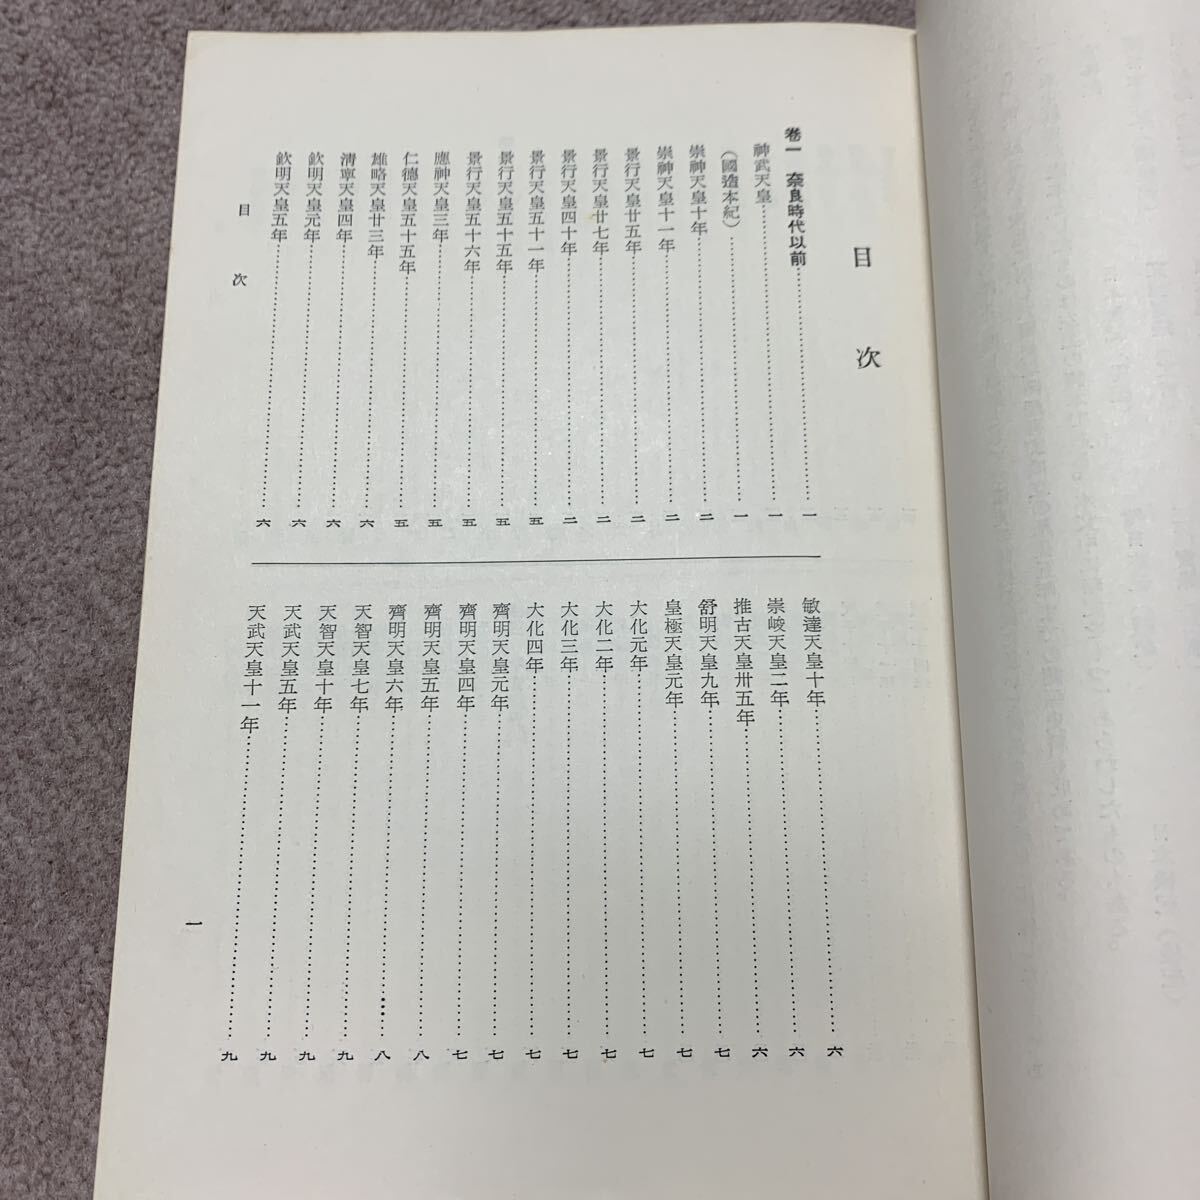 目次
巻一 奈良時代以前……一
神武天皇……一
（國造本紀）……一
崇神天皇十年……二
崇神天皇十一年……二
景行天皇廿五年……二
景行天皇廿七年……二
景行天皇四十年……二
景行天皇五十一年……五
景行天皇五十五年……五
景行天皇五十六年……五
應神天皇三年……五
仁德天皇五十五年……五
雄略天皇廿三年……六
清寧天皇四年……六
欽明天皇元年……六
欽明天皇五年……六
敏達天皇十年……六
崇峻天皇二年……六
推古天皇卅五年……六
舒明天皇九年……七
皇極天皇元年……七
大化元年……七
大化二年……七
大化三年……七
大化四年……七
齊明天皇元年……七
齊明天皇四年……七
齊明天皇五年……八
齊明天皇六年……八
天智天皇七年……九
天智天皇十年……九
天武天皇五年……九
天武天皇十一年……九
目次
一